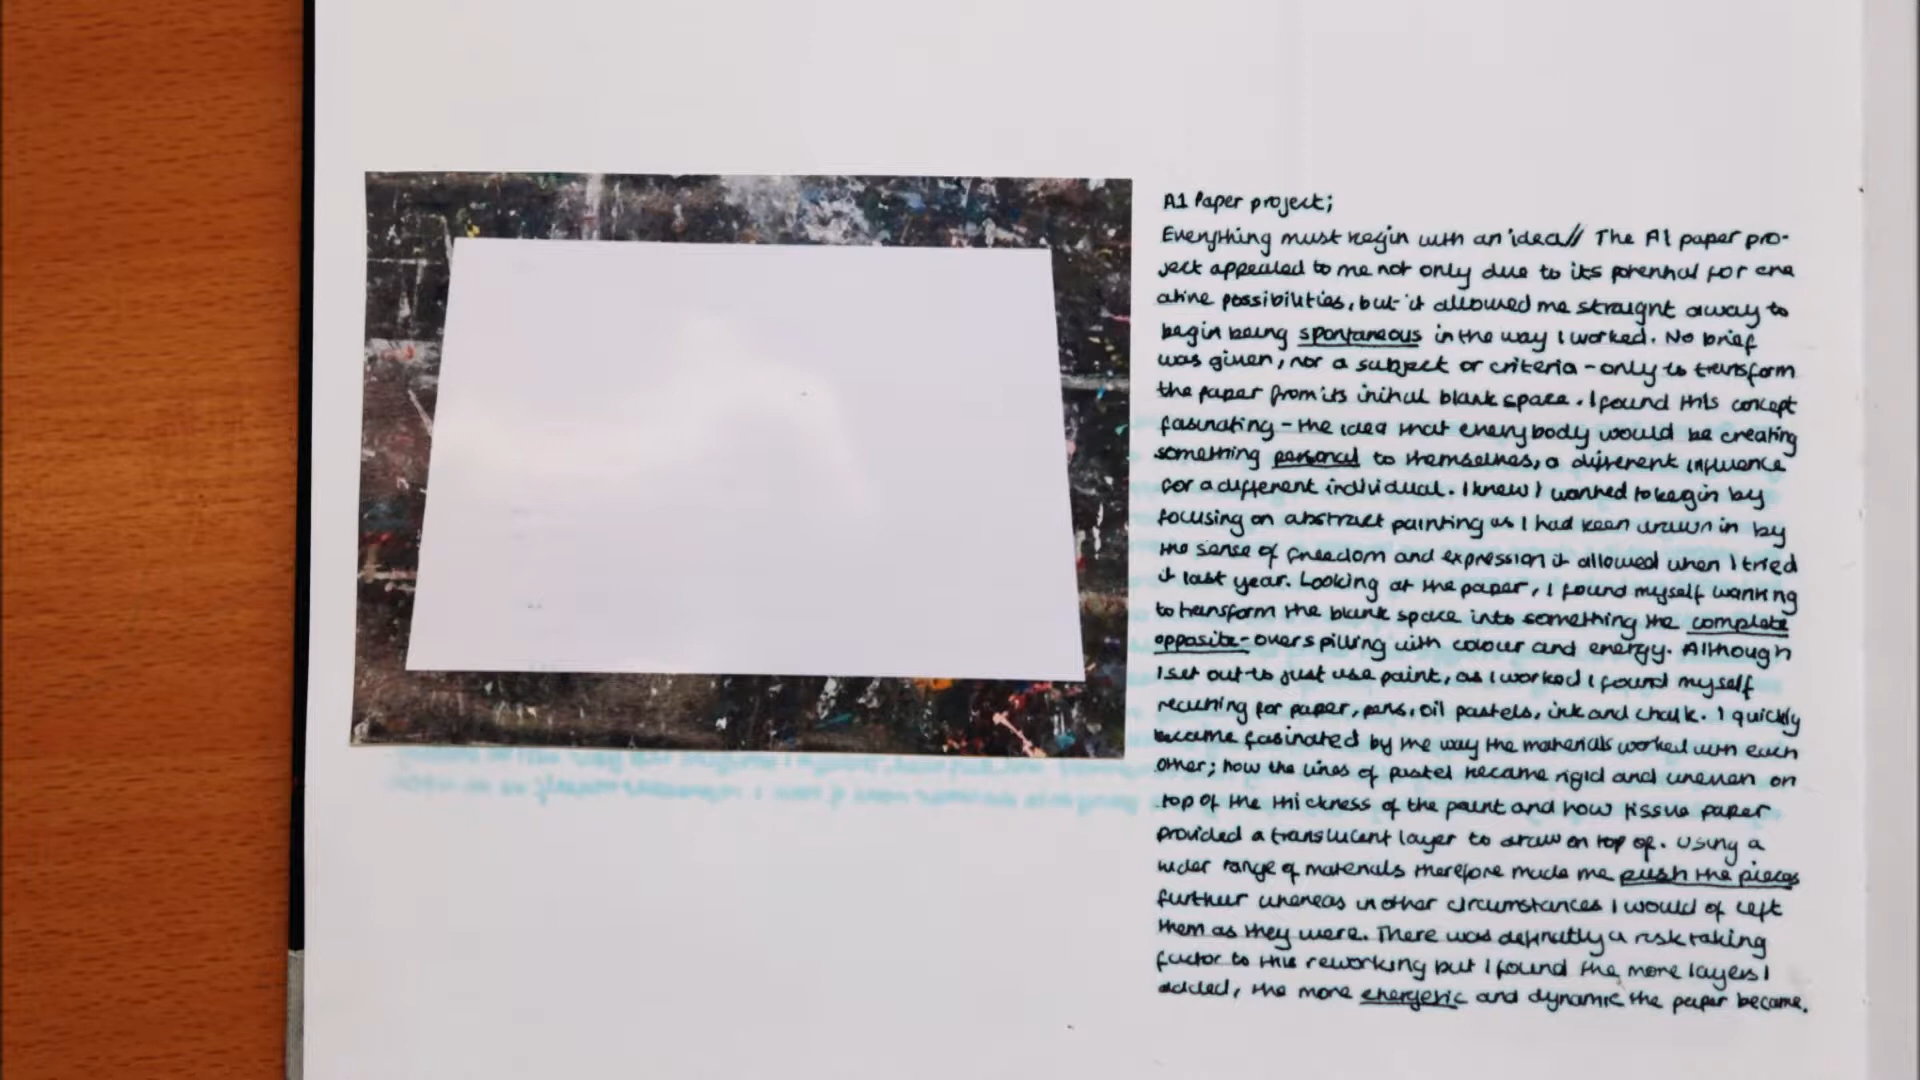 A1 Paper project;
Everything must begin with an idea// The A1 paper pro-
ject appealed to me not only due to its potential for cre
ative possibilities, but it allowed me straight away to
begin being spontaneous in the way I worked. No brief
was given, nor a subject or criteria - only to transform
the paper from its initial blank space. I found this concept
fasinating - the idea that everybody would be creating
something personal to themselves, a different influence
for a different individual. I knew I wanted to begin by
focusing on abstract painting as I had been drawn in by
the sense of freedom and expression it allowed when I tried
it last year. Looking at the paper, I found myself wanting
to transform the blank space into something the complete
opposite - overspilling with colour and energy. Although
I set out to just use paint, as I worked I found myself
reaching for paper, pens, oil pastels, ink and chalk. I quickly
became fasinated by the way the materials worked with each
other; how the lines of pastel became rigid and uneven on
top of the thickness of the paint and how tissue paper
provided a translucent layer to draw on top of. Using a
wider range of materials therefore made me push the pieces
further whereas in other circumstances I would of left
them as they were. There was definatly a risk taking
factor to this reworking but I found the more layers I
added, the more energetic and dynamic the paper became.